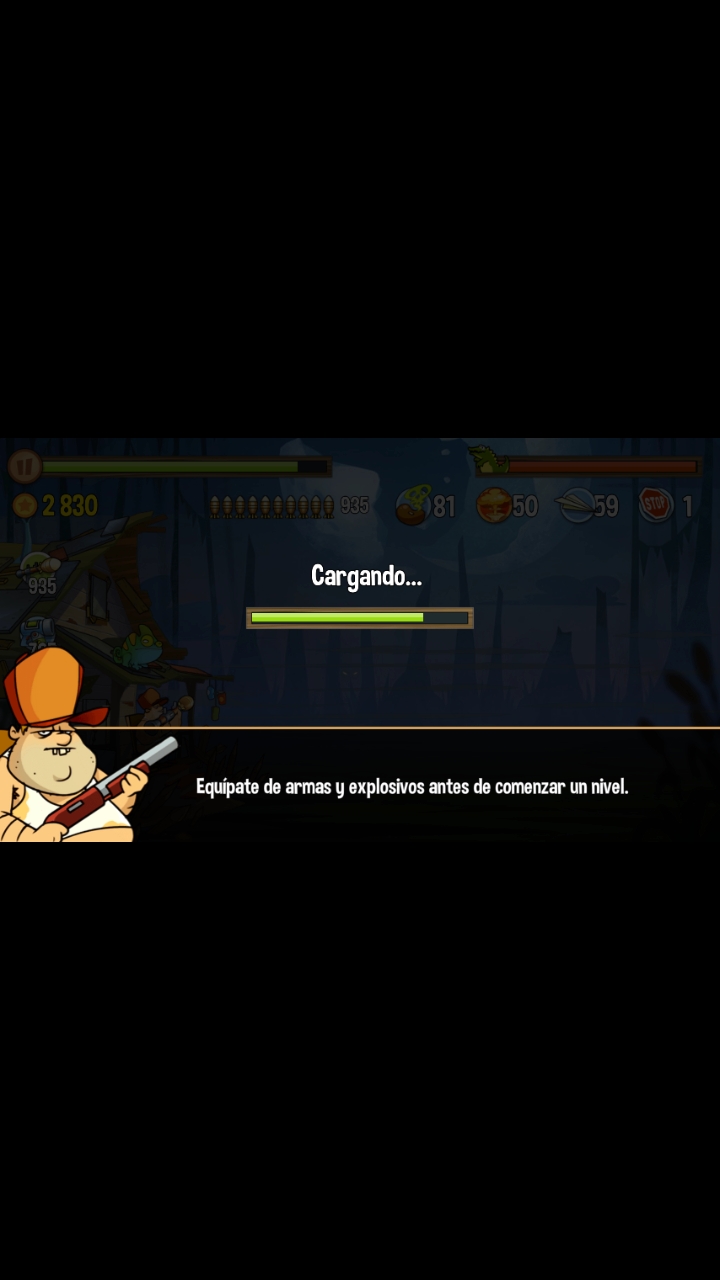 2 830
935
81
50
59
STOP
1
935
Cargando...
Equípate de armas y explosivos antes de comenzar un nivel.